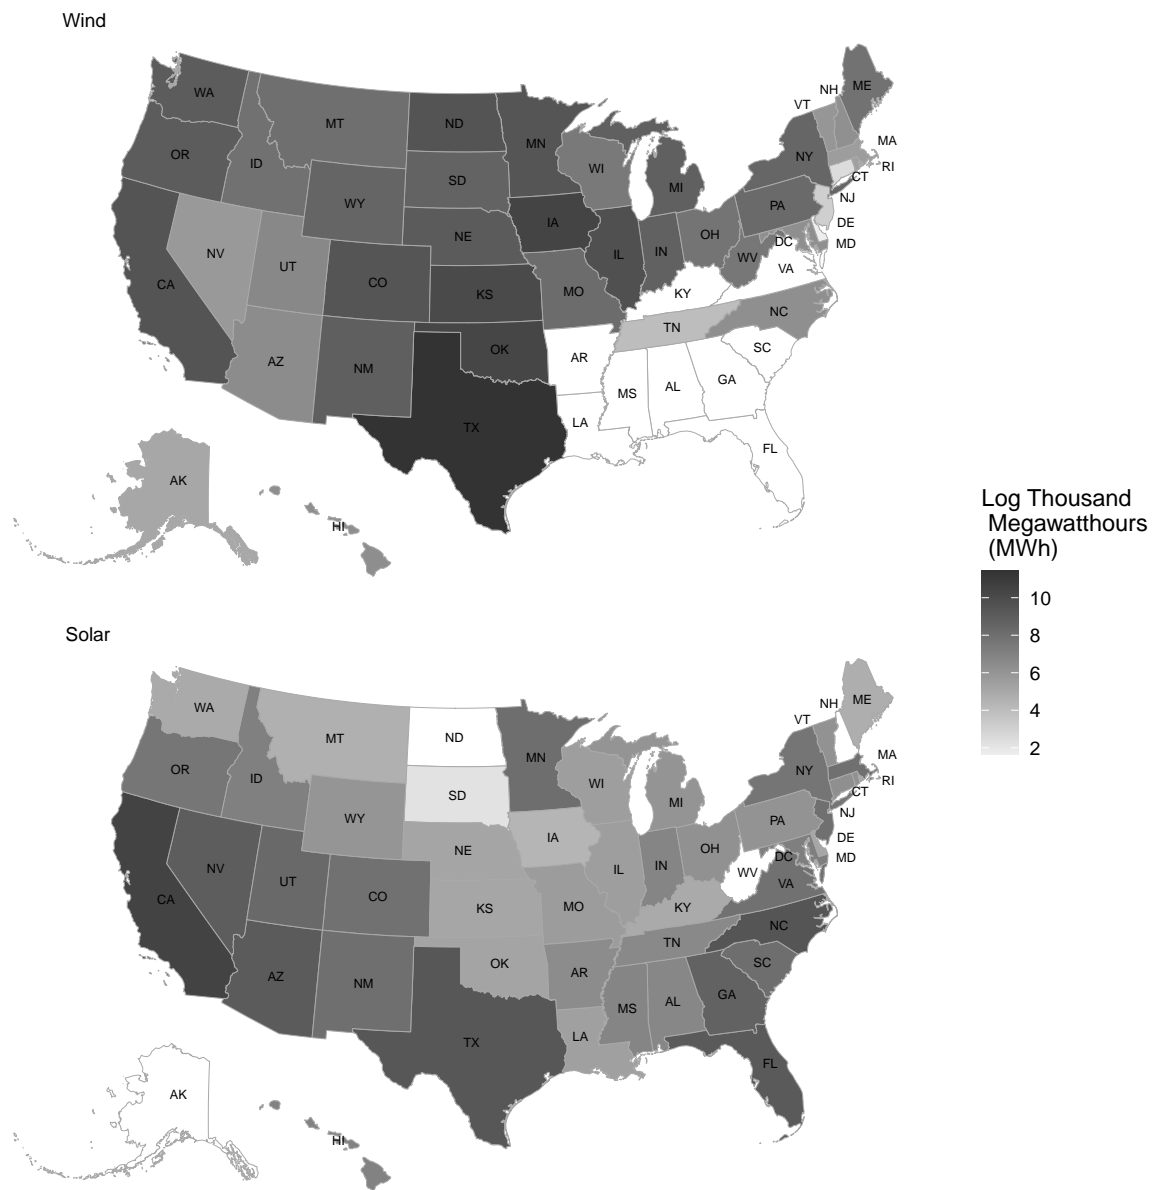 Wind
WA
MT
ND
MN
OR
ID
WY
SD
WI
MI
NY
VT
NH
ME
MA
RI
CT
NJ
PA
DE
DC
MD
NV
UT
CO
NE
IA
IL
IN
OH
WV
VA
CA
KS
MO
KY
AZ
NM
OK
AR
TN
NC
SC
TX
LA
MS
AL
GA
FL
AK
HI
Log Thousand
Megawatthours
(MWh)
10
8
6
4
2
Solar
WA
MT
ND
MN
OR
ID
WY
SD
WI
MI
NY
VT
NH
ME
MA
RI
CT
NJ
PA
DE
DC
MD
NV
UT
CO
NE
IA
IL
IN
OH
WV
VA
CA
KS
MO
KY
AZ
NM
OK
AR
TN
NC
SC
TX
LA
MS
AL
GA
FL
AK
HI